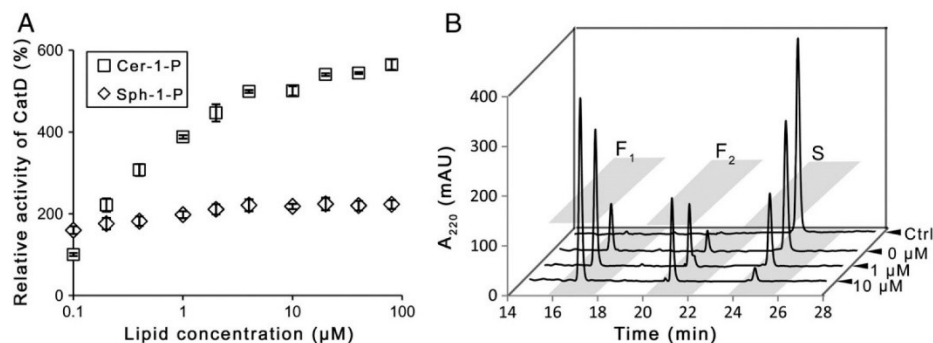 A
Relative activity of CatD (%)
600
400
200
0
Cer-1-P
Sph-1-P
0.1
1
10
100
Lipid concentration (µM)
B
A220 (mAU)
400
300
200
100
0
F1
F2
S
Ctrl
0 µM
1 µM
10 µM
14
16
18
20
22
24
26
28
Time (min)